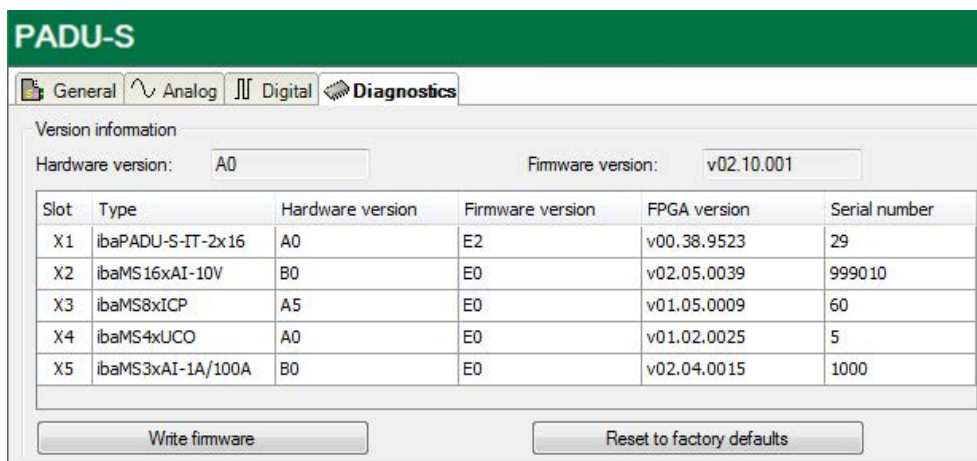 PADU-S
General Analog Digital Diagnostics
Version information
Hardware version: A0 Firmware version: v02.10.001
Slot Type Hardware version Firmware version FPGA version Serial number
X1 ibaPADU-S-IT-2x16 A0 E2 v00.38.9523 29
X2 ibaMS16xAI-10V B0 E0 v02.05.0039 999010
X3 ibaMS8xICP A5 E0 v01.05.0009 60
X4 ibaMS4xUCO A0 E0 v01.02.0025 5
X5 ibaMS3xAI-1A/100A B0 E0 v02.04.0015 1000
Write firmware Reset to factory defaults